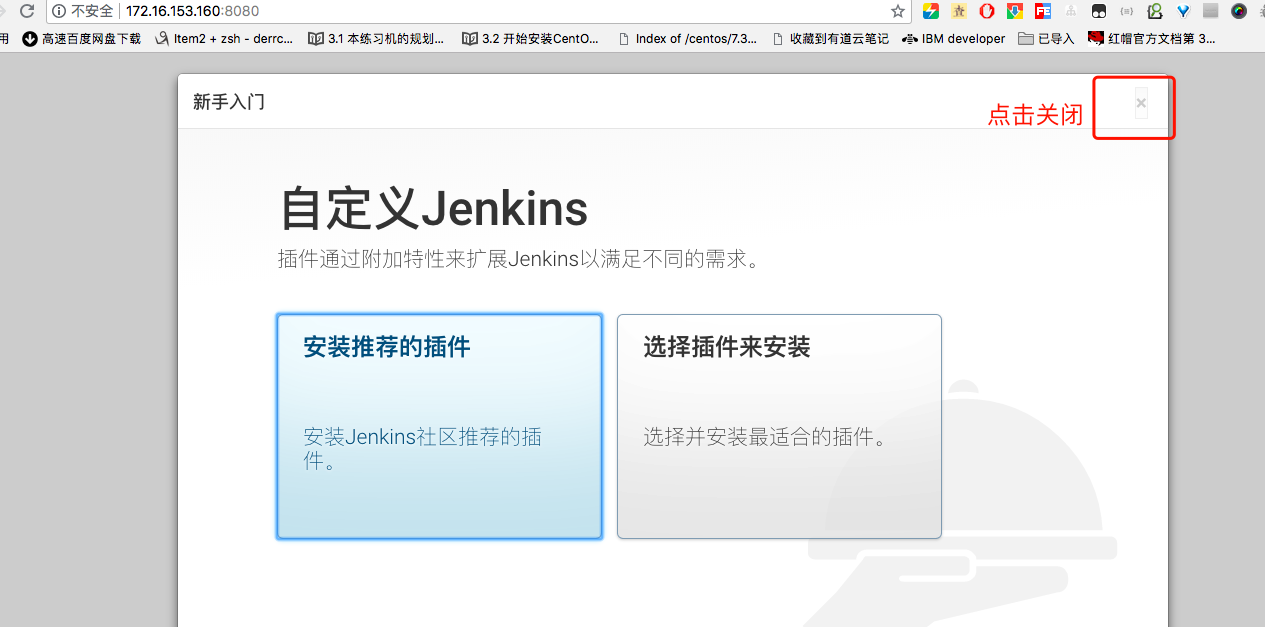 不安全 172.16.153.160:8080
用 高速百度网盘下载 Item2 + zsh - derrc... 3.1 本练习机的规划... 3.2 开始安装CentO... Index of /centos/7.3... 收藏到有道云笔记 IBM developer 已导入 红帽官方文档第 3...
新手入门
点击关闭
×
自定义Jenkins
插件通过附加特性来扩展Jenkins以满足不同的需求。
安装推荐的插件
安装Jenkins社区推荐的插
件。
选择插件来安装
选择并安装最适合的插件。